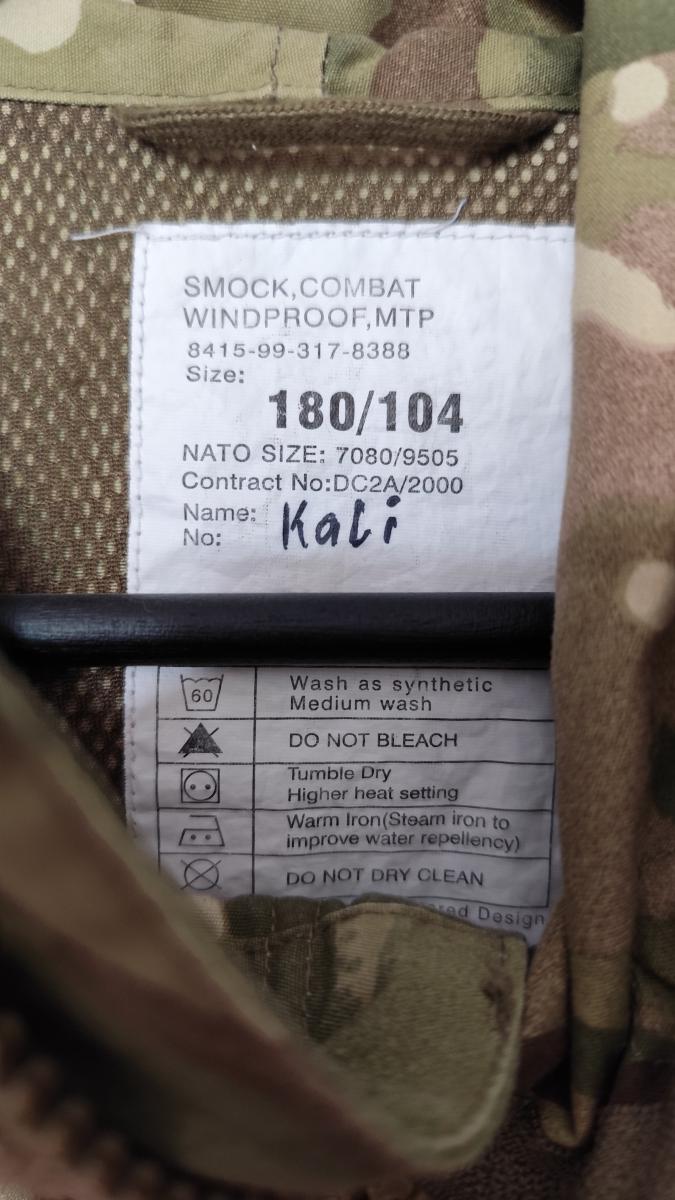 SMOCK,COMBAT
WINDPROOF,MTP
8415-99-317-8388
Size:
180/104
NATO SIZE: 7080/9505
Contract No:DC2A/2000
Name: Kali
No:
60 Wash as synthetic
Medium wash
DO NOT BLEACH
Tumble Dry
Higher heat setting
Warm Iron(Steam iron to
improve water repellency)
DO NOT DRY CLEAN
Design